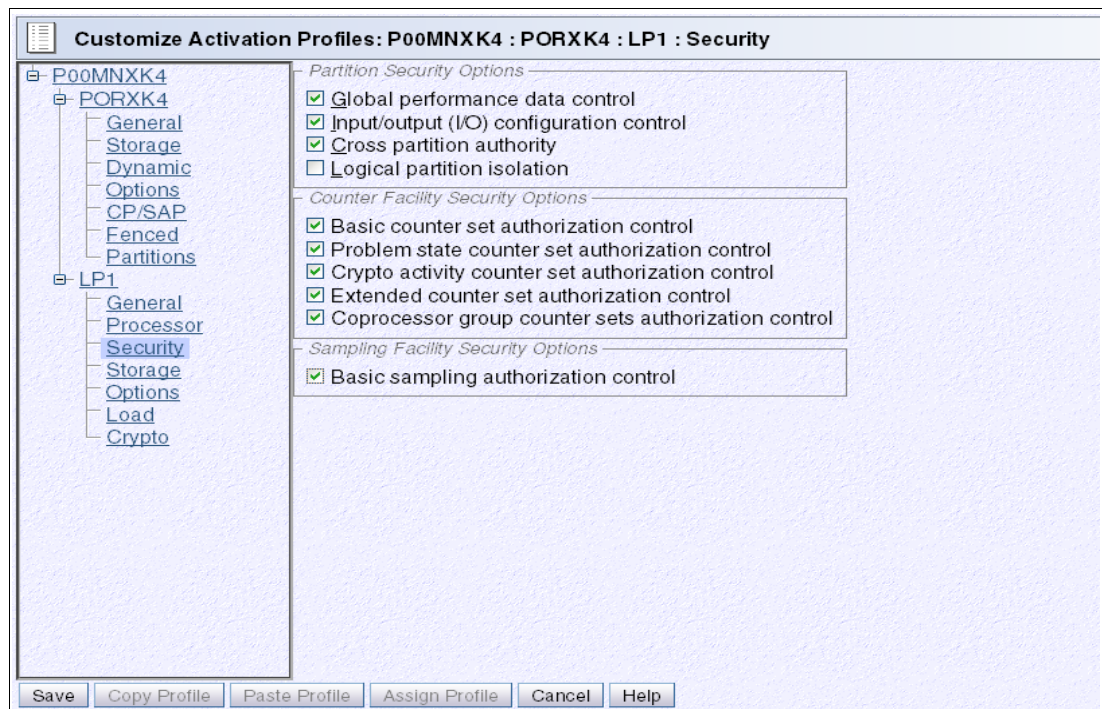 Customize Activation Profiles: P00MNXK4 : PORXK4 : LP1 : Security
P00MNXK4
PORXK4
General
Storage
Dynamic
Options
CP/SAP
Fenced
Partitions
LP1
General
Processor
Security
Storage
Options
Load
Crypto
Partition Security Options
Global performance data control
Input/output (I/O) configuration control
Cross partition authority
Logical partition isolation
Counter Facility Security Options
Basic counter set authorization control
Problem state counter set authorization control
Crypto activity counter set authorization control
Extended counter set authorization control
Coprocessor group counter sets authorization control
Sampling Facility Security Options
Basic sampling authorization control
Save Copy Profile Paste Profile Assign Profile Cancel Help